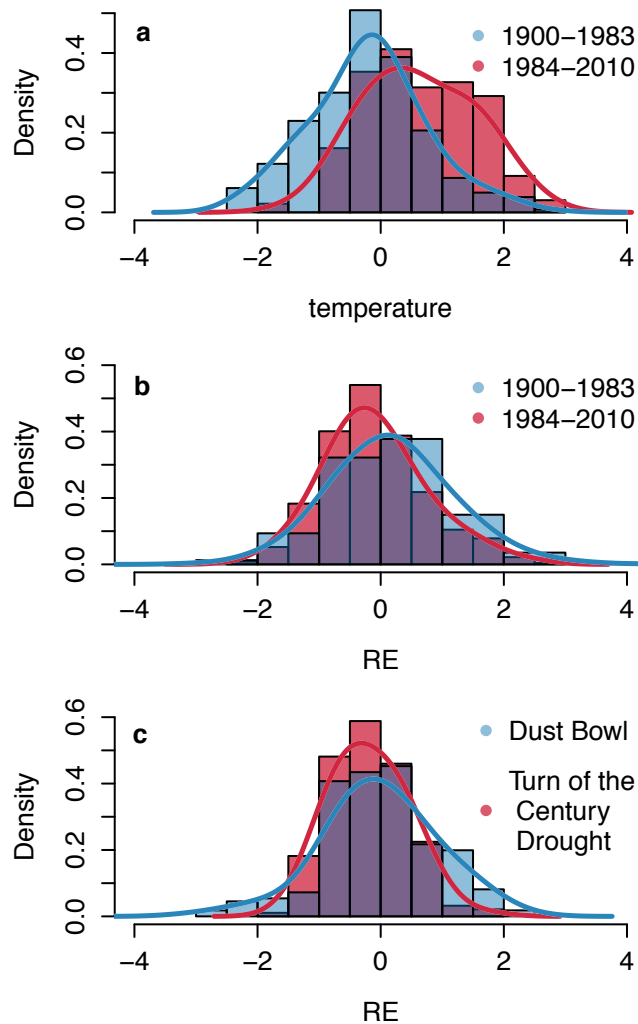 a
1900−1983
1984−2010
Density
0.0 0.2 0.4
−4 −2 0 2 4
temperature
b
1900−1983
1984−2010
Density
0.0 0.2 0.4 0.6
−4 −2 0 2 4
RE
c
Dust Bowl
Turn of the
Century
Drought
Density
0.0 0.2 0.4 0.6
−4 −2 0 2 4
RE